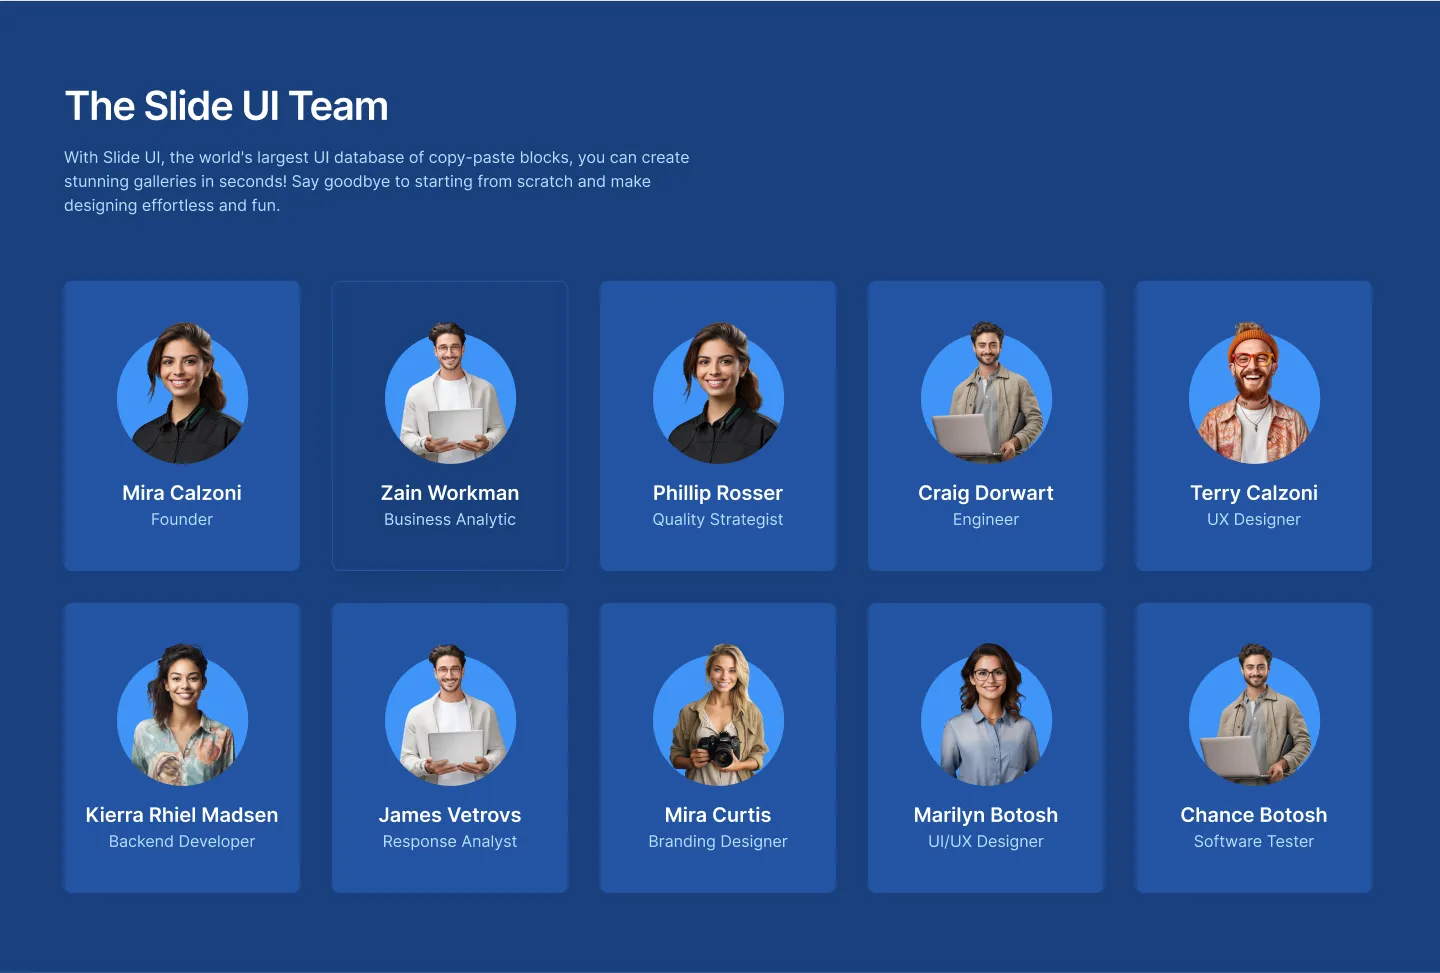 The Slide UI Team
With Slide UI, the world's largest UI database of copy-paste blocks, you can create
stunning galleries in seconds! Say goodbye to starting from scratch and make
designing effortless and fun.
Mira Calzoni
Founder
Zain Workman
Business Analytic
Phillip Rosser
Quality Strategist
Craig Dorwart
Engineer
Terry Calzoni
UX Designer
Kierra Rhiel Madsen
Backend Developer
James Vetrovs
Response Analyst
Mira Curtis
Branding Designer
Marilyn Botosh
UI/UX Designer
Chance Botosh
Software Tester